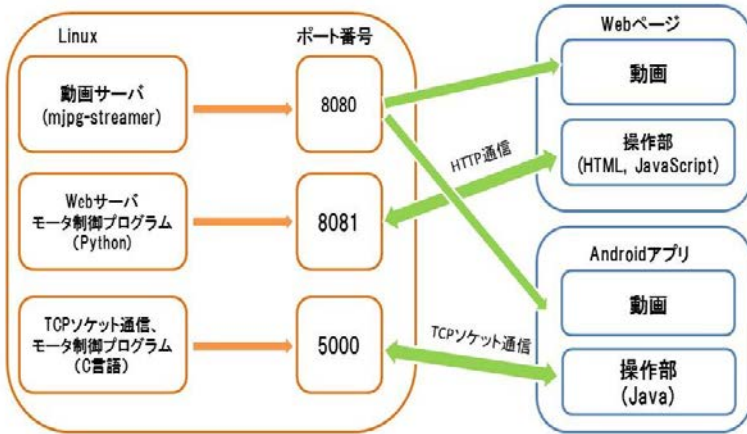 Linux
ポート番号
動画サーバ
(mjpg-streamer)
8080
Webサーバ
モータ制御プログラム
(Python)
8081
TCPソケット通信、
モータ制御プログラム
(C言語)
5000
HTTP通信
TCPソケット通信
Webページ
動画
操作部
(HTML, JavaScript)
Androidアプリ
動画
操作部
(Java)